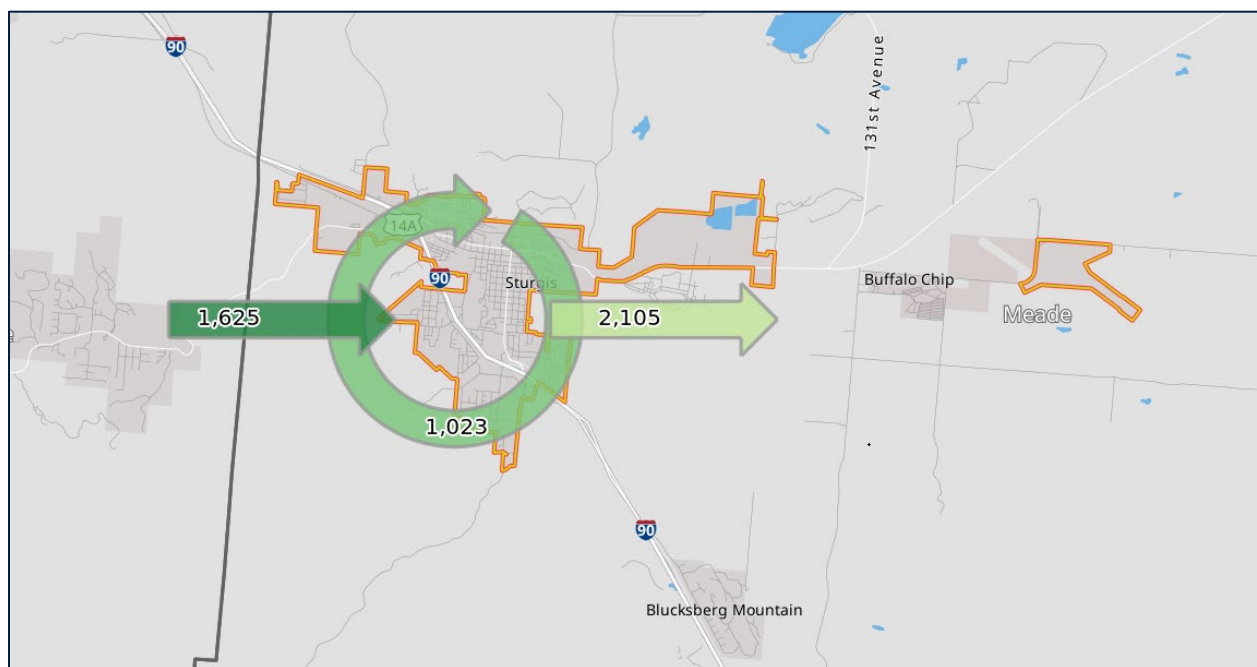 90
131st Avenue
14A
90
Sturgis
Buffalo Chip
Meade
1,625
2,105
1,023
90
Blucksberg Mountain